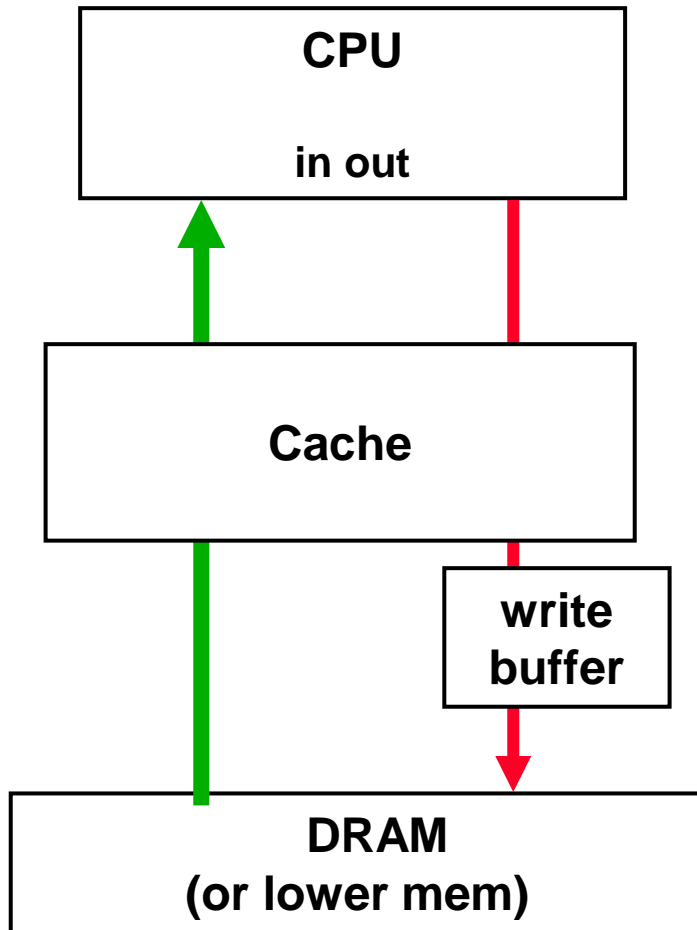 CPU
in out
Cache
write
buffer
DRAM
(or lower mem)